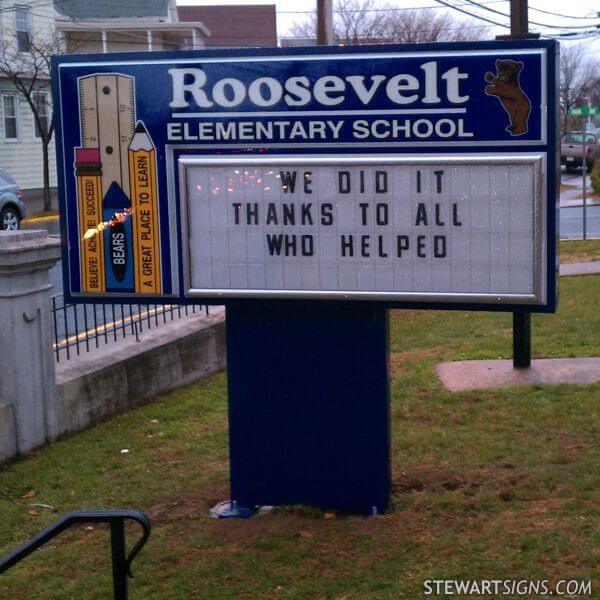 Roosevelt
ELEMENTARY SCHOOL
BELIEVE! ACHIEVE! SUCCEED!
BEARS
A GREAT PLACE TO LEARN
WE DID IT
THANKS TO ALL
WHO HELPED
STEWARTSIGNS.COM